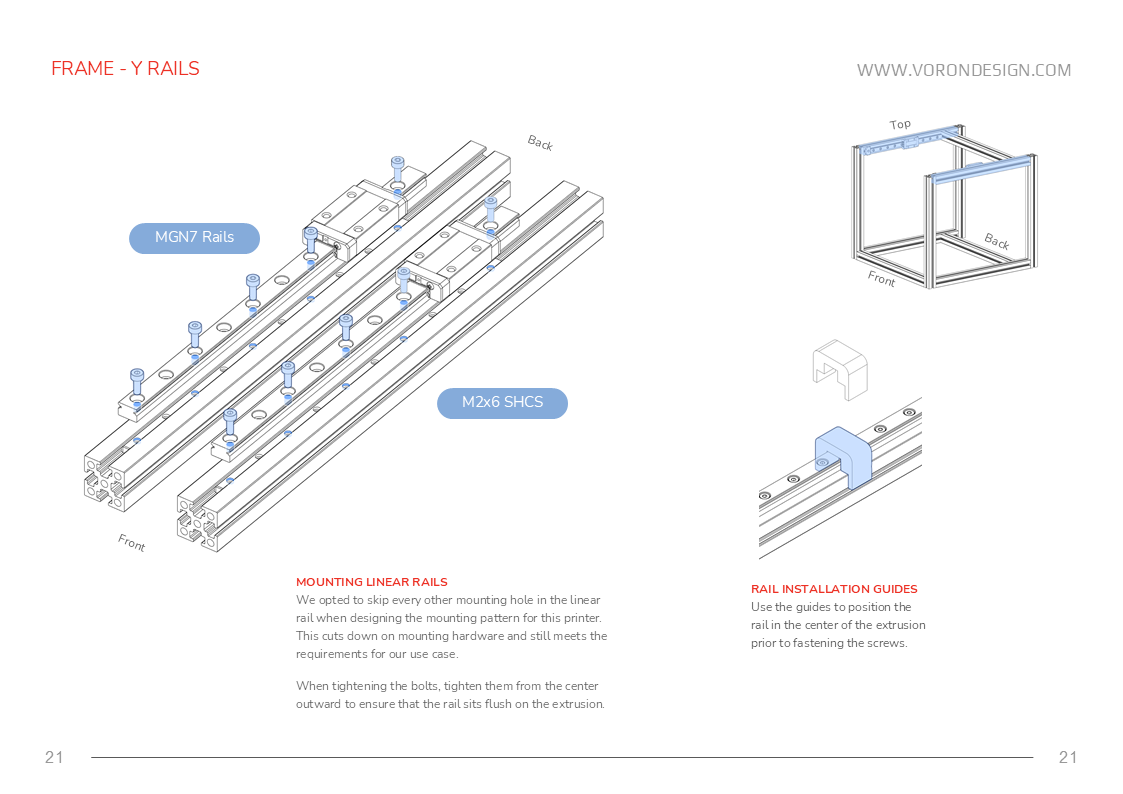 FRAME - Y RAILS
WWW.VORONDESIGN.COM
Back
MGN7 Rails
M2x6 SHCS
Front
Top
Back
Front
MOUNTING LINEAR RAILS
We opted to skip every other mounting hole in the linear
rail when designing the mounting pattern for this printer.
This cuts down on mounting hardware and still meets the
requirements for our use case.
When tightening the bolts, tighten them from the center
outward to ensure that the rail sits flush on the extrusion.
RAIL INSTALLATION GUIDES
Use the guides to position the
rail in the center of the extrusion
prior to fastening the screws.
21
21